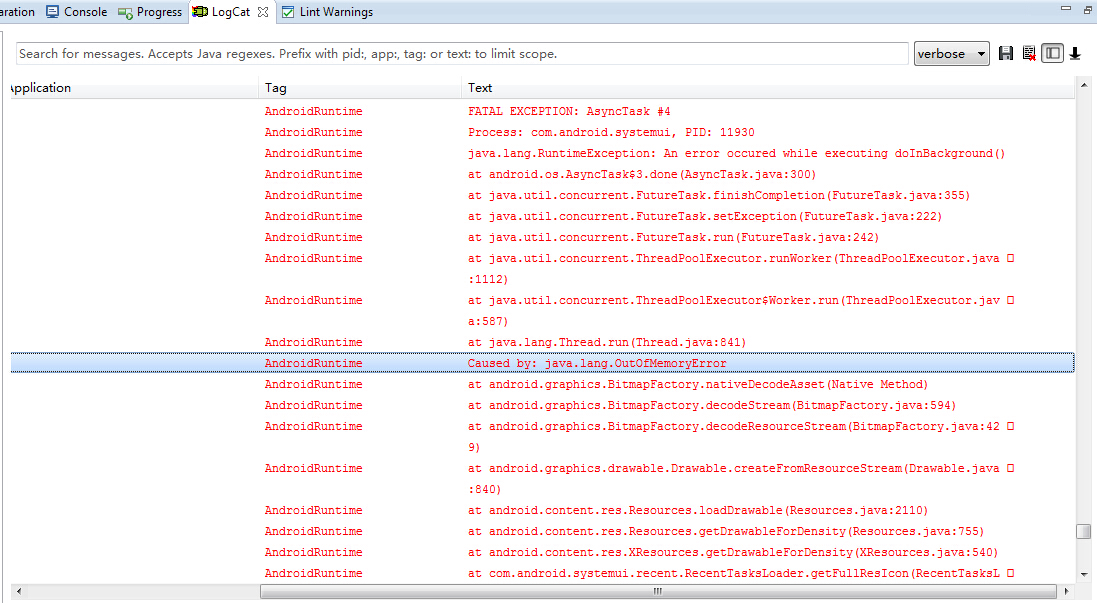 aration Console Progress LogCat Lint Warnings
Search for messages. Accepts Java regexes. Prefix with pid:, app:, tag: or text: to limit scope. verbose
Application Tag Text
AndroidRuntime FATAL EXCEPTION: AsyncTask #4
AndroidRuntime Process: com.android.systemui, PID: 11930
AndroidRuntime java.lang.RuntimeException: An error occured while executing doInBackground()
AndroidRuntime at android.os.AsyncTask$3.done(AsyncTask.java:300)
AndroidRuntime at java.util.concurrent.FutureTask.finishCompletion(FutureTask.java:355)
AndroidRuntime at java.util.concurrent.FutureTask.setException(FutureTask.java:222)
AndroidRuntime at java.util.concurrent.FutureTask.run(FutureTask.java:242)
AndroidRuntime at java.util.concurrent.ThreadPoolExecutor.runWorker(ThreadPoolExecutor.java
:1112)
AndroidRuntime at java.util.concurrent.ThreadPoolExecutor$Worker.run(ThreadPoolExecutor.jav
a:587)
AndroidRuntime at java.lang.Thread.run(Thread.java:841)
AndroidRuntime Caused by: java.lang.OutOfMemoryError
AndroidRuntime at android.graphics.BitmapFactory.nativeDecodeAsset(Native Method)
AndroidRuntime at android.graphics.BitmapFactory.decodeStream(BitmapFactory.java:594)
AndroidRuntime at android.graphics.BitmapFactory.decodeResourceStream(BitmapFactory.java:42
9)
AndroidRuntime at android.graphics.drawable.Drawable.createFromResourceStream(Drawable.java
:840)
AndroidRuntime at android.content.res.Resources.loadDrawable(Resources.java:2110)
AndroidRuntime at android.content.res.Resources.getDrawableForDensity(Resources.java:755)
AndroidRuntime at android.content.res.XResources.getDrawableForDensity(XResources.java:540)
AndroidRuntime at com.android.systemui.recent.RecentTasksLoader.getFullResIcon(RecentTasksL